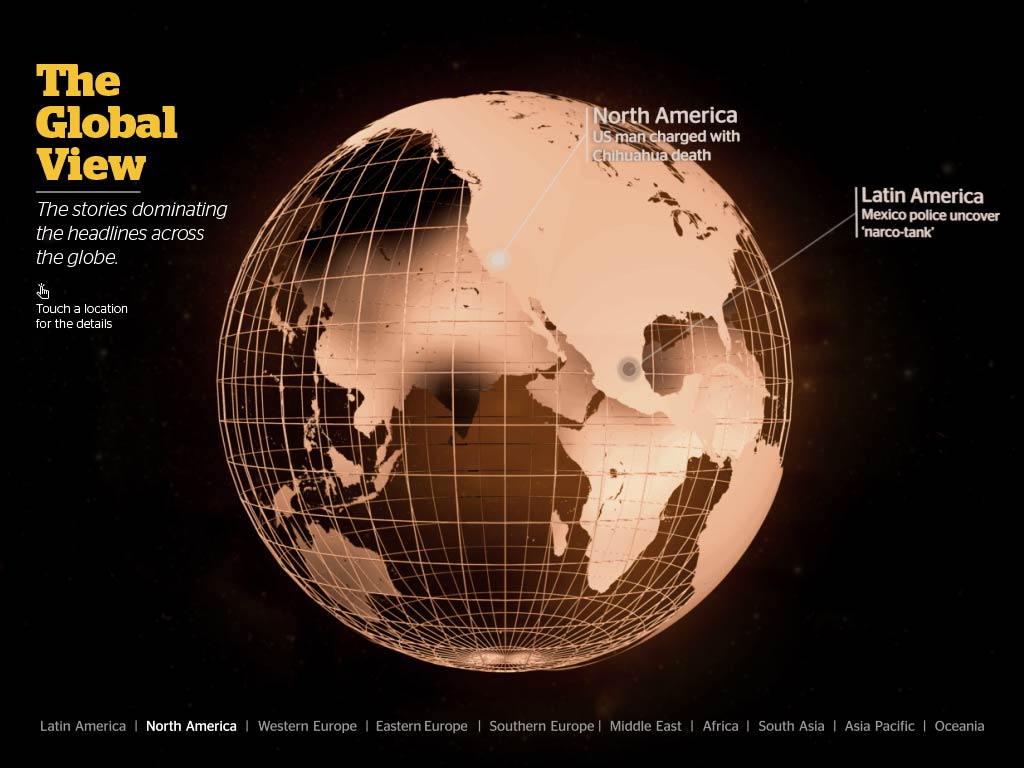 The
Global
View
The stories dominating
the headlines across
the globe.
Touch a location
for the details
North America
US man charged with
Chihuahua death
Latin America
Mexico police uncover
‘narco-tank’
Latin America | North America | Western Europe | Eastern Europe | Southern Europe | Middle East | Africa | South Asia | Asia Pacific | Oceania